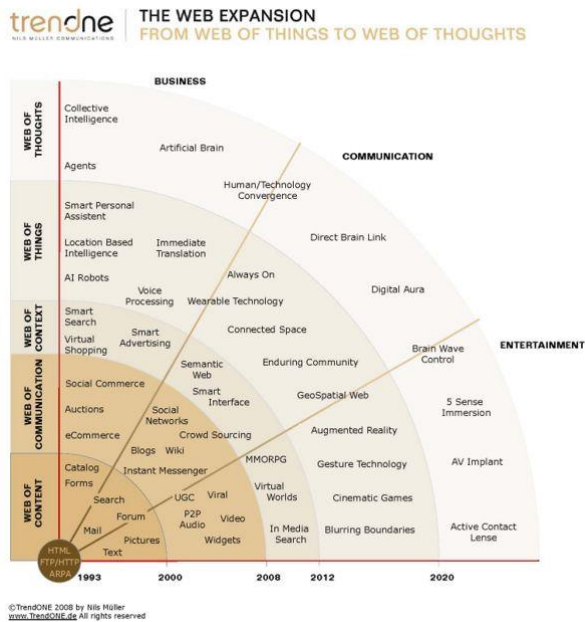 trendone
NILS MÜLLER COMMUNICATIONS
THE WEB EXPANSION
FROM WEB OF THINGS TO WEB OF THOUGHTS
BUSINESS
COMMUNICATION
ENTERTAINMENT
WEB OF
THOUGHTS
Collective
Intelligence
Artificial Brain
Agents
Human/Technology
Convergence
Direct Brain Link
Digital Aura
Brain Wave
Control
5 Sense
Immersion
AV Implant
Active Contact
Lense
WEB OF
THINGS
Smart Personal
Assistent
Location Based
Intelligence
Immediate
Translation
AI Robots
Voice
Processing
Always On
Wearable Technology
Connected Space
Enduring Community
GeoSpatial Web
Augmented Reality
Gesture Technology
Cinematic Games
Blurring Boundaries
WEB OF
CONTEXT
Smart
Search
Virtual
Shopping
Smart
Advertising
Semantic
Web
Smart
Interface
MMORPG
Virtual
Worlds
In Media
Search
WEB OF
COMMUNICATION
Social Commerce
Auctions
eCommerce
Social
Networks
Crowd Sourcing
Blogs
Wiki
Instant Messenger
UGC
Viral
P2P
Audio
Video
Widgets
WEB OF
CONTENT
Catalog
Forms
Search
Forum
Mail
Pictures
Text
HTML
FTP/HTTP
ARPA
1993
2000
2008
2012
2020
©TrendONE 2008 by Nils Müller
www.TrendONE.de All rights reserved